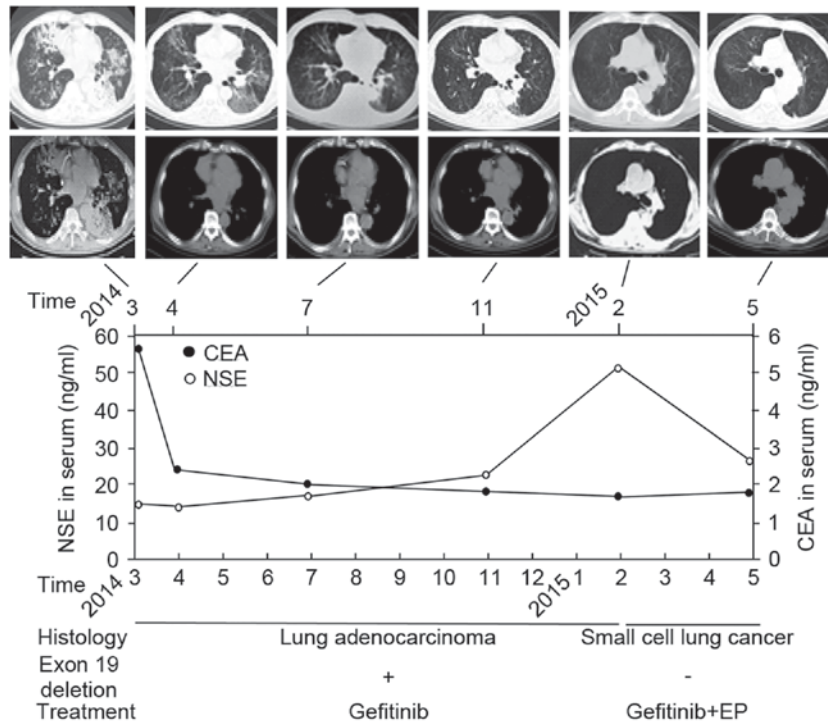 Time
2014
3 4 7 11 2015 2 5
60 6
50 5
40 4
30 3
20 2
10 1
0 0
CEA
NSE
NSE in serum (ng/ml)
CEA in serum (ng/ml)
Time
2014
3 4 5 6 7 8 9 10 11 12 2015 1 2 3 4 5
Histology Lung adenocarcinoma Small cell lung cancer
Exon 19
deletion + -
Treatment Gefitinib Gefitinib+EP